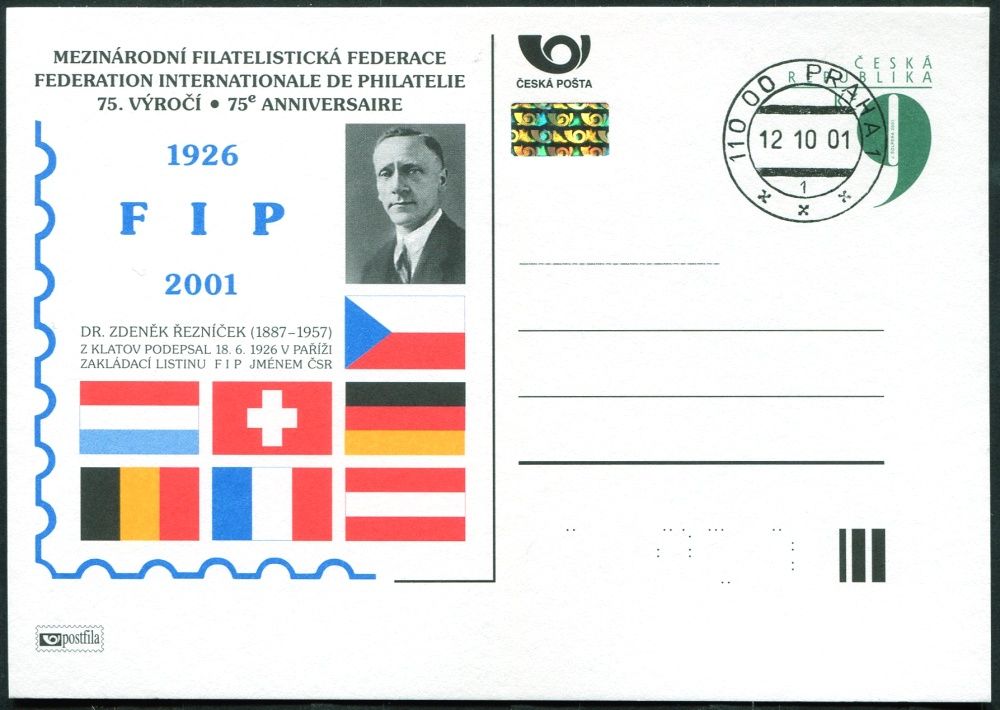 MEZINÁRODNÍ FILATELISTICKÁ FEDERACE
FEDERATION INTERNATIONALE DE PHILATELIE
75. VÝROČÍ • 75e ANNIVERSAIRE
1926
F I P
2001
DR. ZDENĚK ŘEZNÍČEK (1887–1957)
Z KLATOV PODEPSAL 18. 6. 1926 V PAŘÍŽI
ZAKLÁDACÍ LISTINU F I P JMÉNEM ČSR
postfila
ČESKÁ POŠTA
ČESKÁ
REPUBLIKA
110 00 PRAHA 1
12 10 01
1